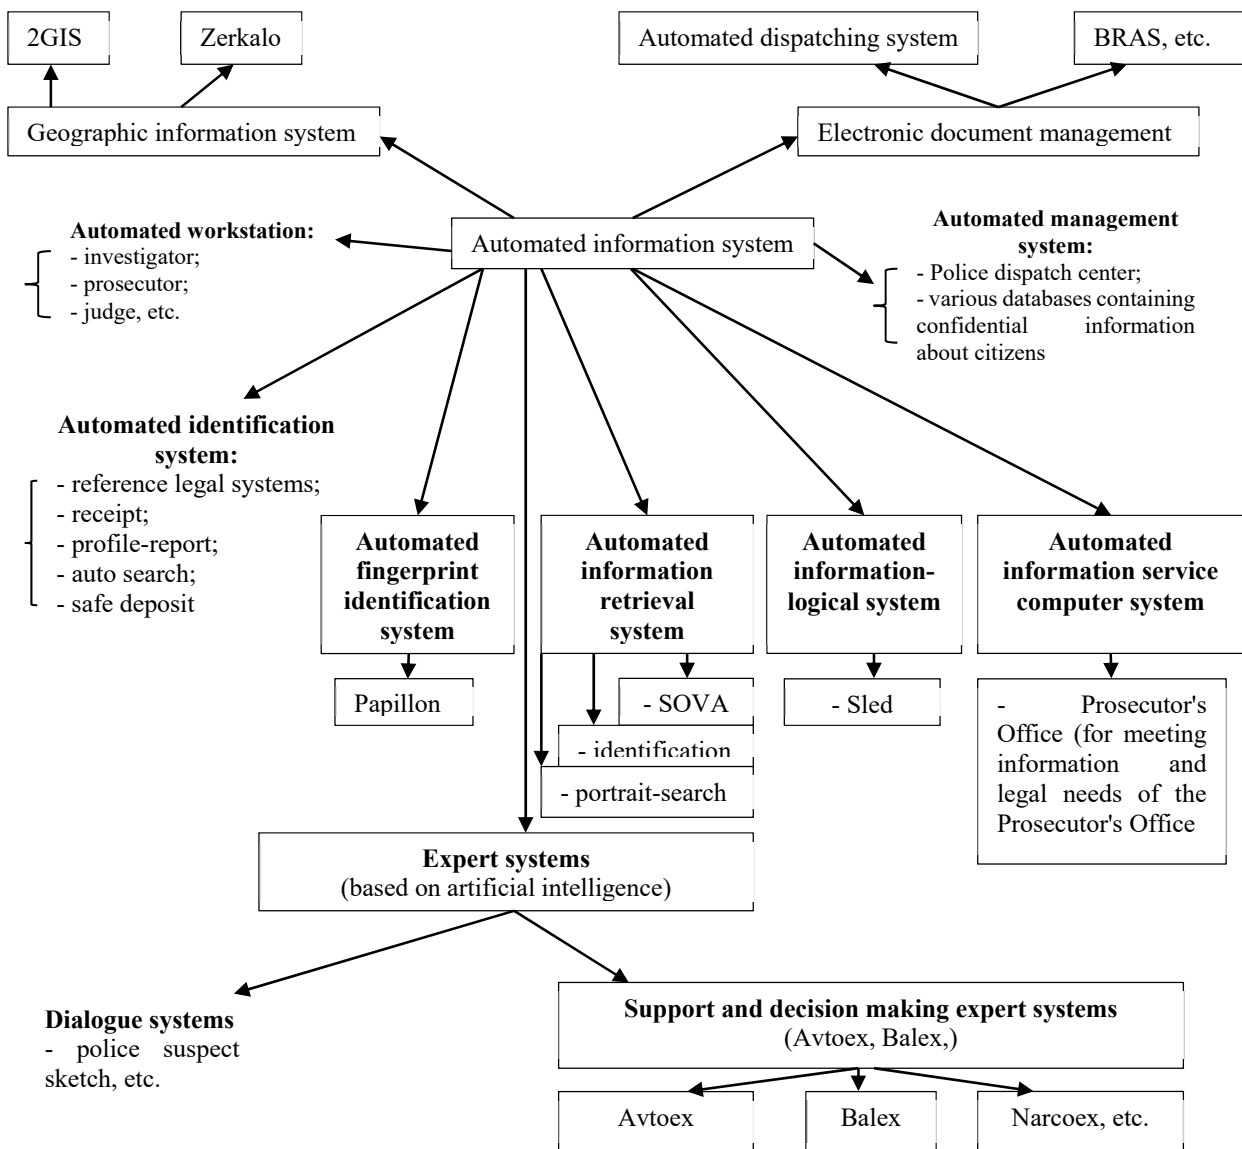 2GIS
Zerkalo
Automated dispatching system
BRAS, etc.
Geographic information system
Electronic document management
Automated workstation:
- investigator;
- prosecutor;
- judge, etc.
Automated information system
Automated management
system:
- Police dispatch center;
- various databases containing
confidential information
about citizens
Automated identification
system:
- reference legal systems;
- receipt;
- profile-report;
- auto search;
- safe deposit
Automated
fingerprint
identification
system
Automated
information
retrieval
system
Automated
information-
logical system
Automated
information service
computer system
Papillon
- SOVA
- identification
- portrait-search
- Sled
- Prosecutor's
Office (for meeting
information and
legal needs of the
Prosecutor's Office
Expert systems
(based on artificial intelligence)
Dialogue systems
- police suspect
sketch, etc.
Support and decision making expert systems
(Avtoex, Balex,)
Avtoex
Balex
Narcoex, etc.